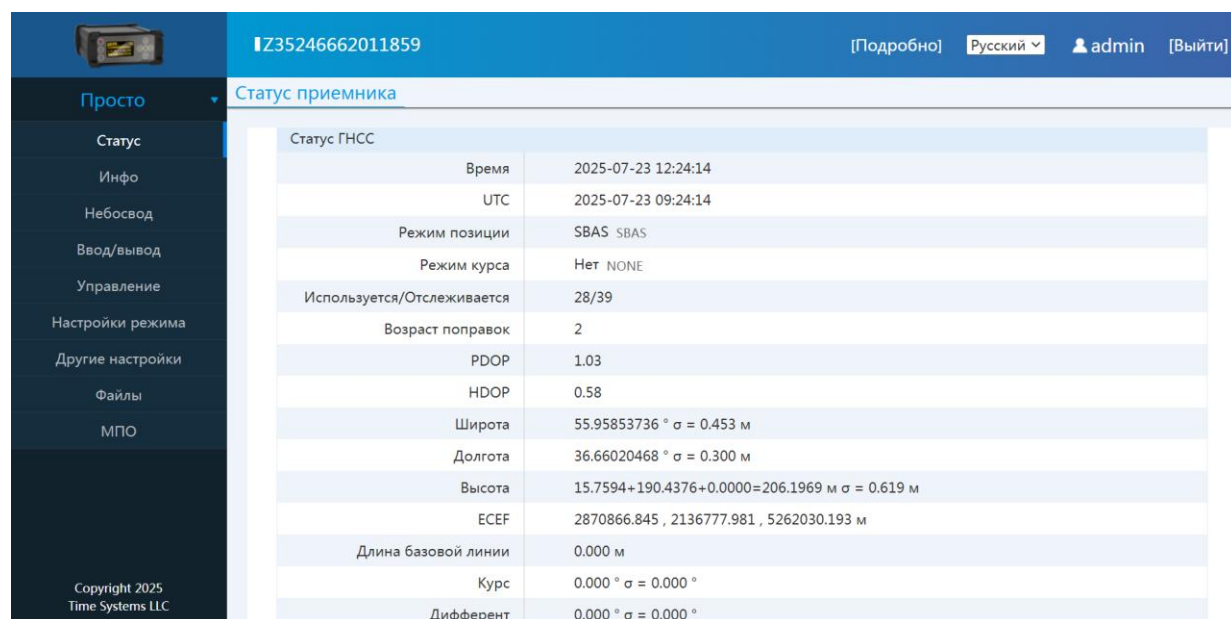 Z35246662011859 [Подробно] Русский admin [Выйти]
Просто
Статус
Инфо
Небосвод
Ввод/вывод
Управление
Настройки режима
Другие настройки
Файлы
МПО
Copyright 2025
Time Systems LLC
Статус приемника
Статус ГНСС
Время 2025-07-23 12:24:14
UTC 2025-07-23 09:24:14
Режим позиции SBAS SBAS
Режим курса Нет NONE
Используется/Отслеживается 28/39
Возраст поправок 2
PDOP 1.03
HDOP 0.58
Широта 55.95853736 ° σ = 0.453 м
Долгота 36.66020468 ° σ = 0.300 м
Высота 15.7594+190.4376+0.0000=206.1969 м σ = 0.619 м
ECEF 2870866.845 , 2136777.981 , 5262030.193 м
Длина базовой линии 0.000 м
Курс 0.000 ° σ = 0.000 °
Дифферент 0.000 ° σ = 0.000 °